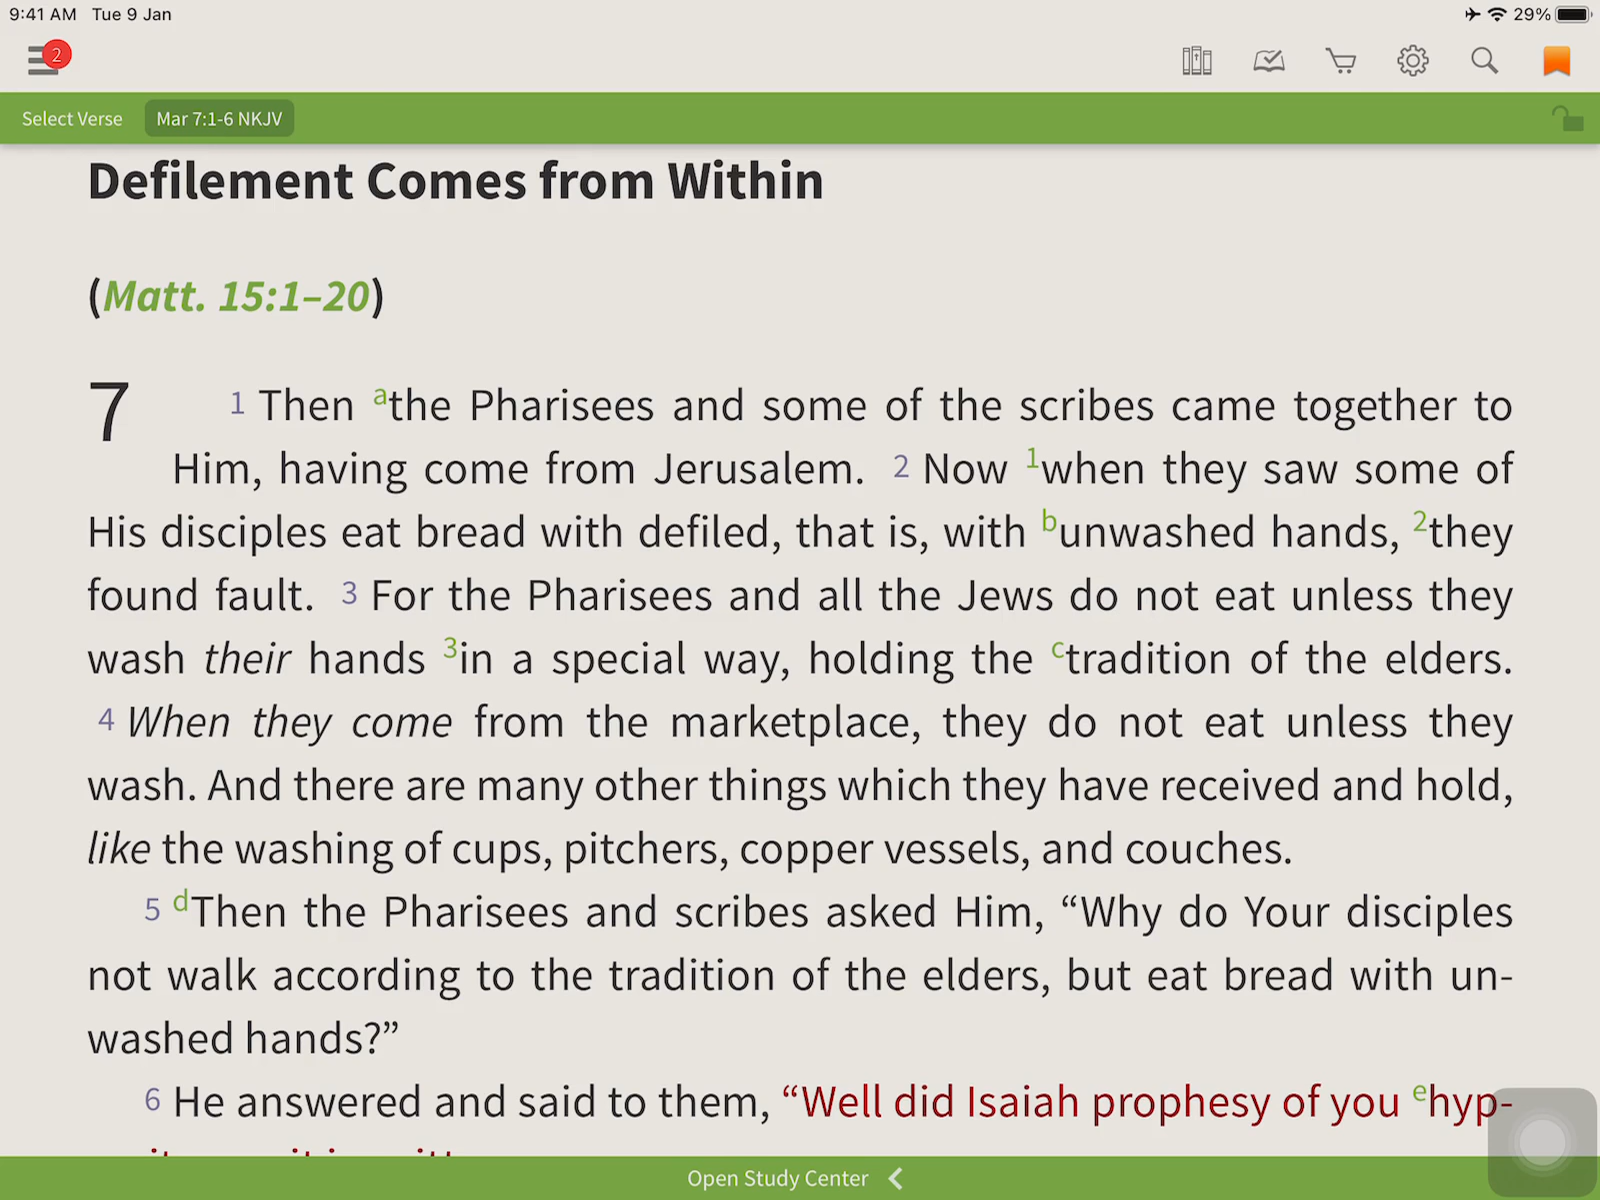 9:41 AM Tue 9 Jan
29%
2
Select Verse Mar 7:1-6 NKJV
Defilement Comes from Within
(Matt. 15:1–20)
7 1 Then athe Pharisees and some of the scribes came together to
Him, having come from Jerusalem. 2 Now 1when they saw some of
His disciples eat bread with defiled, that is, with bunwashed hands, 2they
found fault. 3 For the Pharisees and all the Jews do not eat unless they
wash their hands 3in a special way, holding the ctradition of the elders.
4 When they come from the marketplace, they do not eat unless they
wash. And there are many other things which they have received and hold,
like the washing of cups, pitchers, copper vessels, and couches.
5 dThen the Pharisees and scribes asked Him, “Why do Your disciples
not walk according to the tradition of the elders, but eat bread with un-
washed hands?”
6 He answered and said to them, “Well did Isaiah prophesy of you ehyp-
Open Study Center